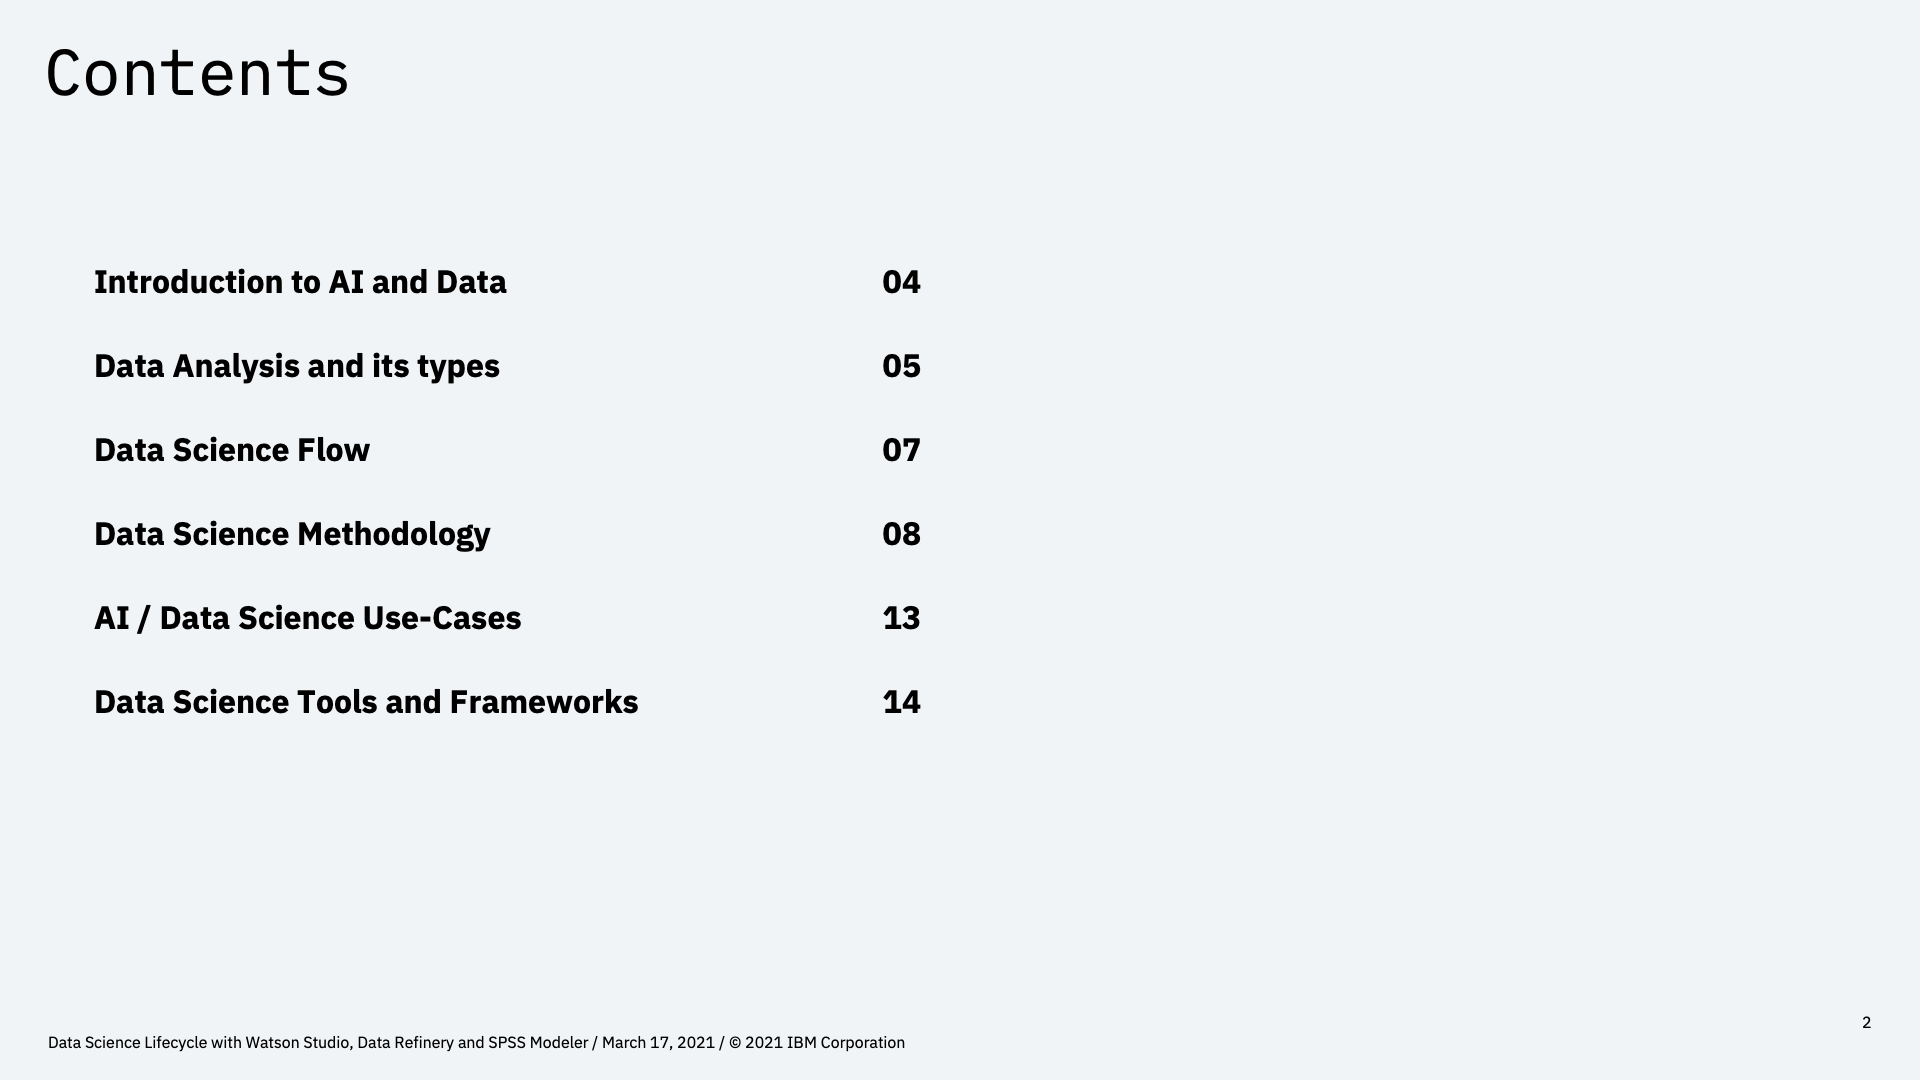 Contents
Introduction to AI and Data 04
Data Analysis and its types 05
Data Science Flow 07
Data Science Methodology 08
AI / Data Science Use-Cases 13
Data Science Tools and Frameworks 14
2
Data Science Lifecycle with Watson Studio, Data Refinery and SPSS Modeler / March 17, 2021 / © 2021 IBM Corporation